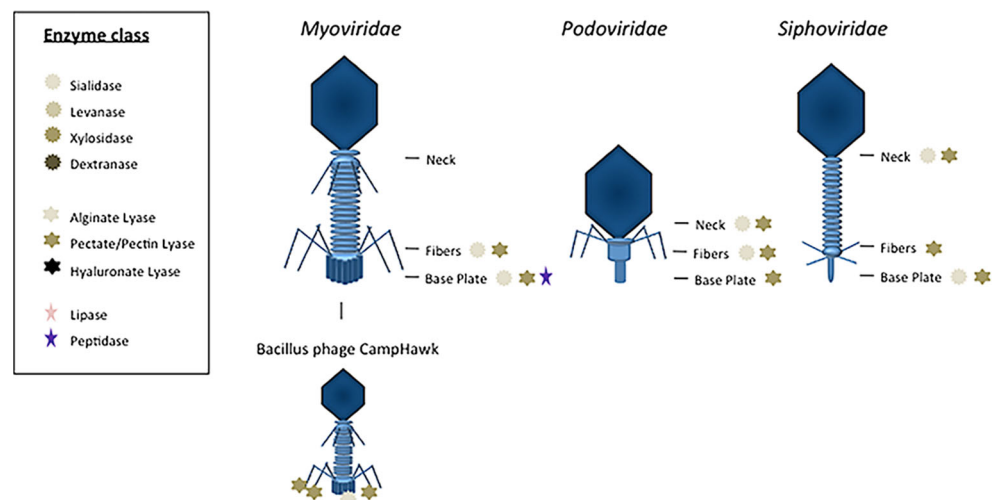 Enzyme class
Sialidase
Levanase
Xylosidase
Dextranase
Alginate Lyase
Pectate/Pectin Lyase
Hyaluronate Lyase
Lipase
Peptidase
Myoviridae
Neck
Fibers
Base Plate
Bacillus phage CampHawk
Podoviridae
Neck
Fibers
Base Plate
Siphoviridae
Neck
Fibers
Base Plate